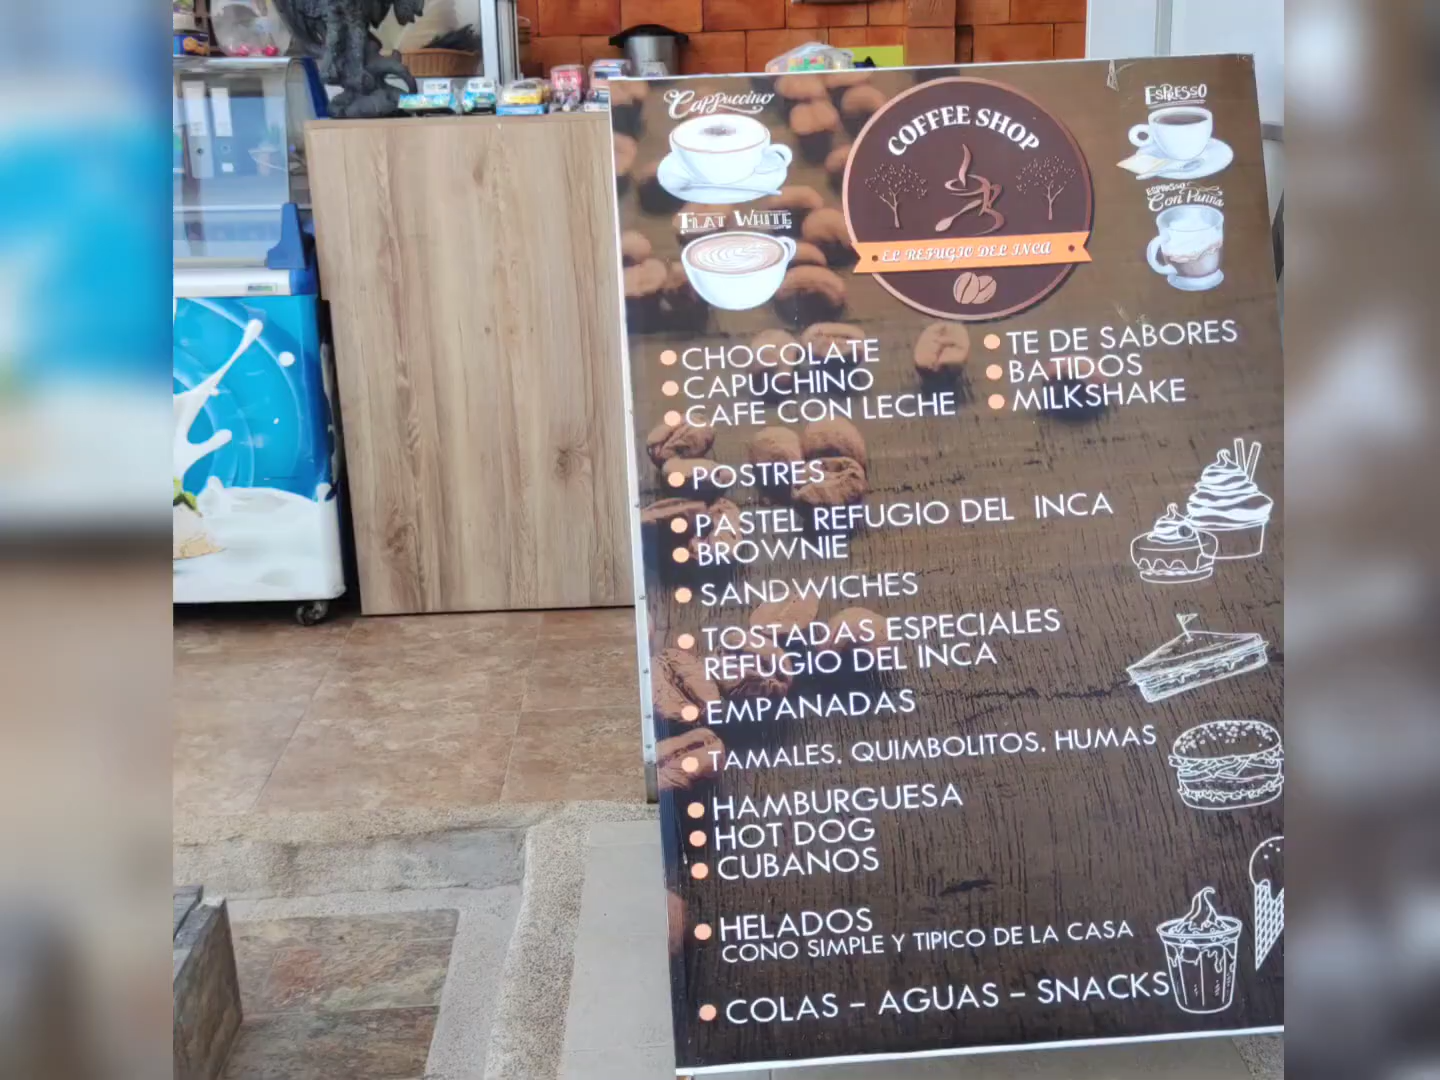 Cappuccino
FLAT WHITE
COFFEE SHOP
EL REFUGIO DEL INCA
ESPRESSO
ESPRESSO
Con Panna
CHOCOLATE
CAPUCHINO
CAFE CON LECHE
TE DE SABORES
BATIDOS
MILKSHAKE
POSTRES
PASTEL REFUGIO DEL INCA
BROWNIE
SANDWICHES
TOSTADAS ESPECIALES
REFUGIO DEL INCA
EMPANADAS
TAMALES. QUIMBOLITOS. HUMAS
HAMBURGUESA
HOT DOG
CUBANOS
HELADOS
CONO SIMPLE Y TIPICO DE LA CASA
COLAS – AGUAS – SNACKS